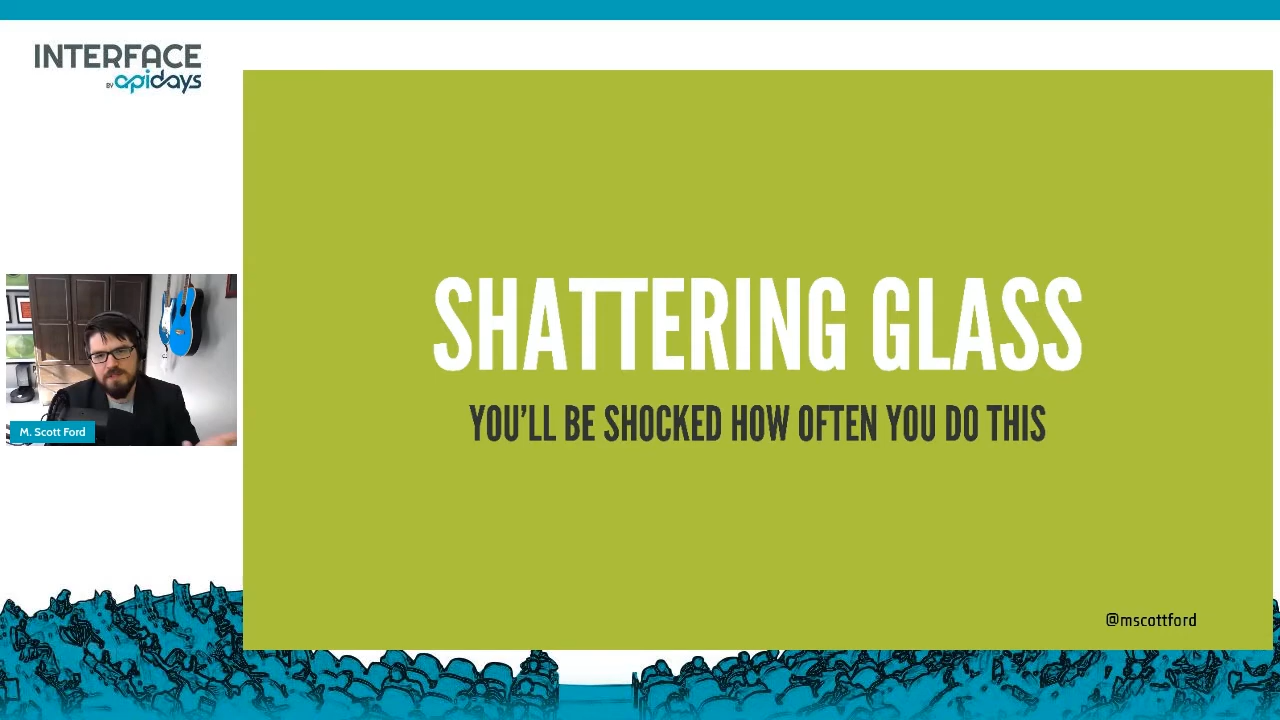 INTERFACE
BY apidays
SHATTERING GLASS
YOU'LL BE SHOCKED HOW OFTEN YOU DO THIS
M. Scott Ford
@mscottford